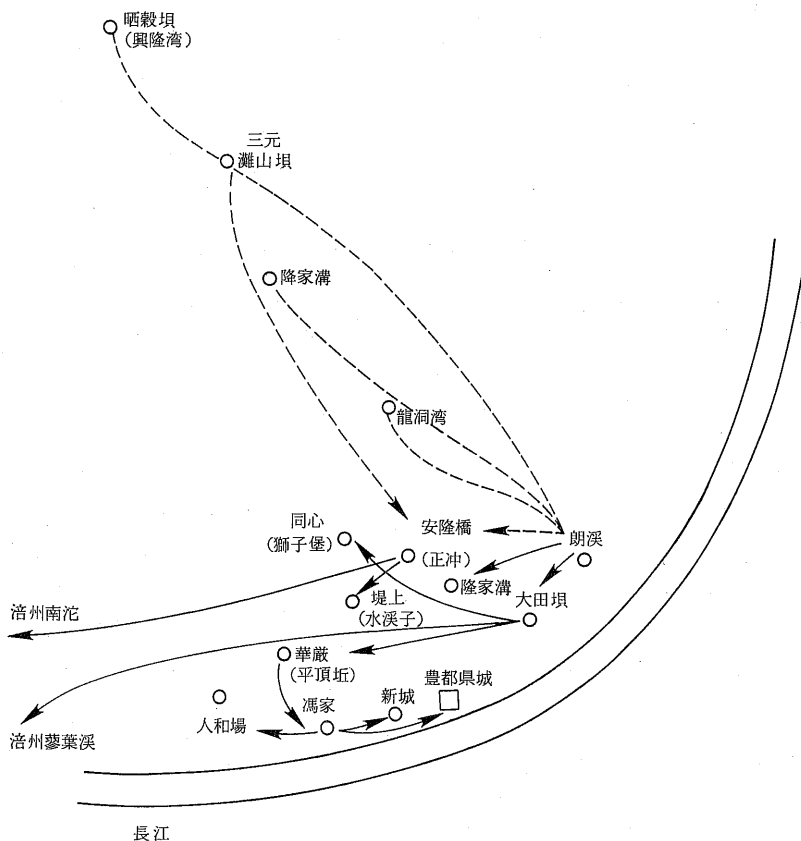 晒穀垻
(興隆湾)
三元
灘山垻
降家溝
龍洞湾
同心
(獅子堡)
安隆橋
(正冲)
朗溪
隆家溝
大田垻
堤上
(水溪子)
涪州南沱
華厳
(平頂坵)
豊都県城
新城
馮家
人和場
涪州蓼葉溪
長江